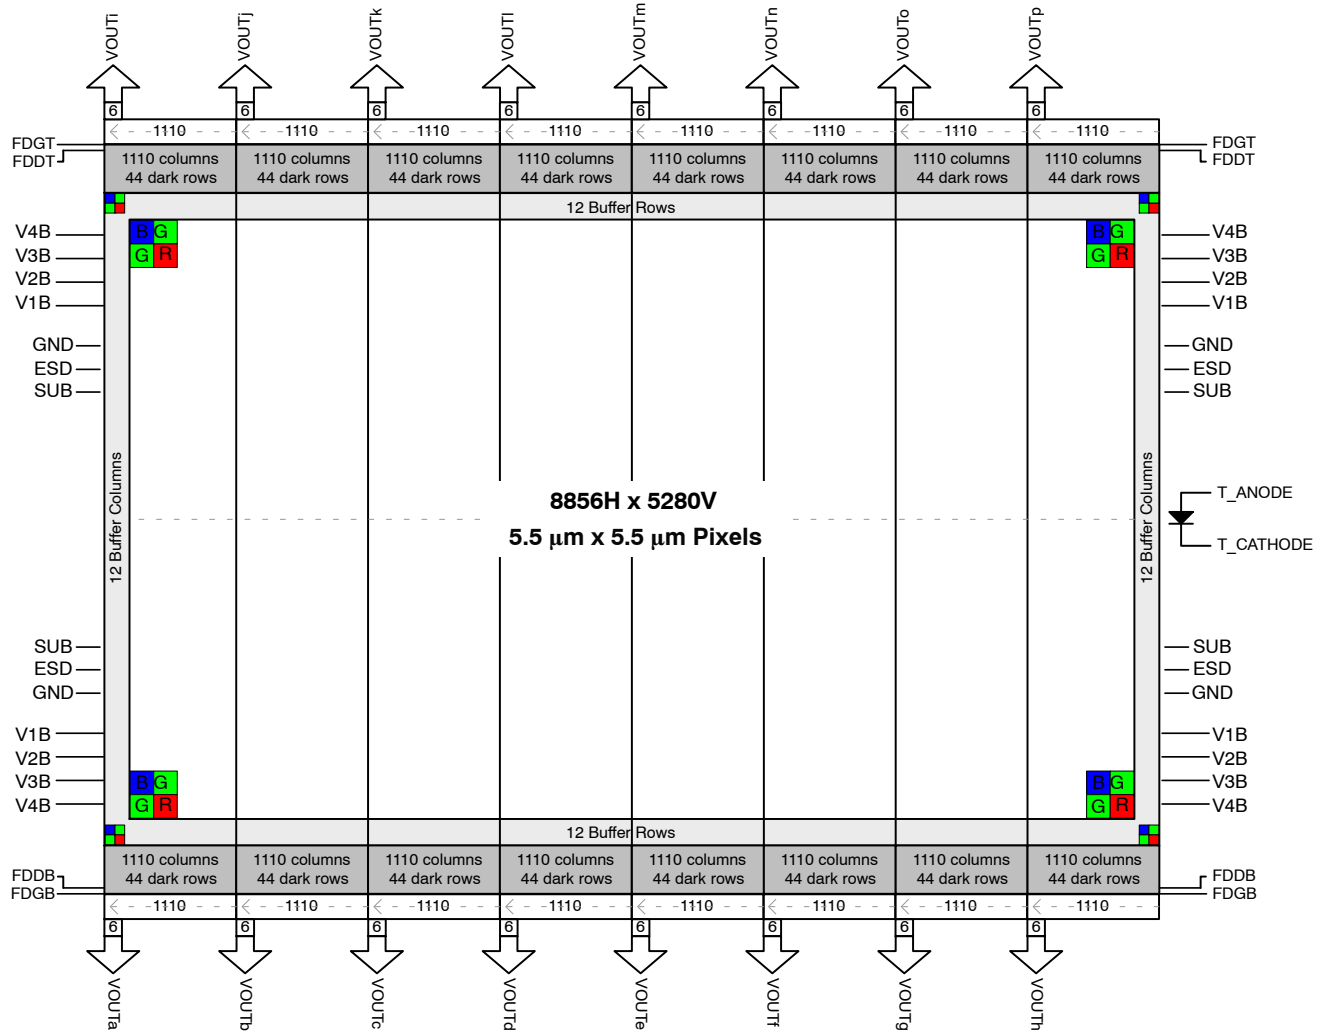 VOUTi VOUTj VOUTk VOUTl VOUTm VOUTn VOUTo VOUTp
6 6 6 6 6 6 6 6
1110 1110 1110 1110 1110 1110 1110 1110
FDGT FDGT
FDDT FDDT
1110 columns 1110 columns 1110 columns 1110 columns 1110 columns 1110 columns 1110 columns 1110 columns
44 dark rows 44 dark rows 44 dark rows 44 dark rows 44 dark rows 44 dark rows 44 dark rows 44 dark rows
12 Buffer Rows
V4B B G B G V4B
V3B G R G R V3B
V2B V2B
V1B V1B
GND GND
ESD ESD
SUB SUB
12 Buffer Columns
8856H x 5280V
5.5 μm x 5.5 μm Pixels
12 Buffer Columns
T_ANODE
T_CATHODE
SUB SUB
ESD ESD
GND GND
V1B V1B
V2B V2B
V3B B G B G V3B
V4B G R G R V4B
12 Buffer Rows
1110 columns 1110 columns 1110 columns 1110 columns 1110 columns 1110 columns 1110 columns 1110 columns
44 dark rows 44 dark rows 44 dark rows 44 dark rows 44 dark rows 44 dark rows 44 dark rows 44 dark rows
FDDB FDDB
FDGB FDGB
1110 1110 1110 1110 1110 1110 1110 1110
6 6 6 6 6 6 6 6
VOUTa VOUTb VOUTc VOUTd VOUTe VOUTf VOUTg VOUTh